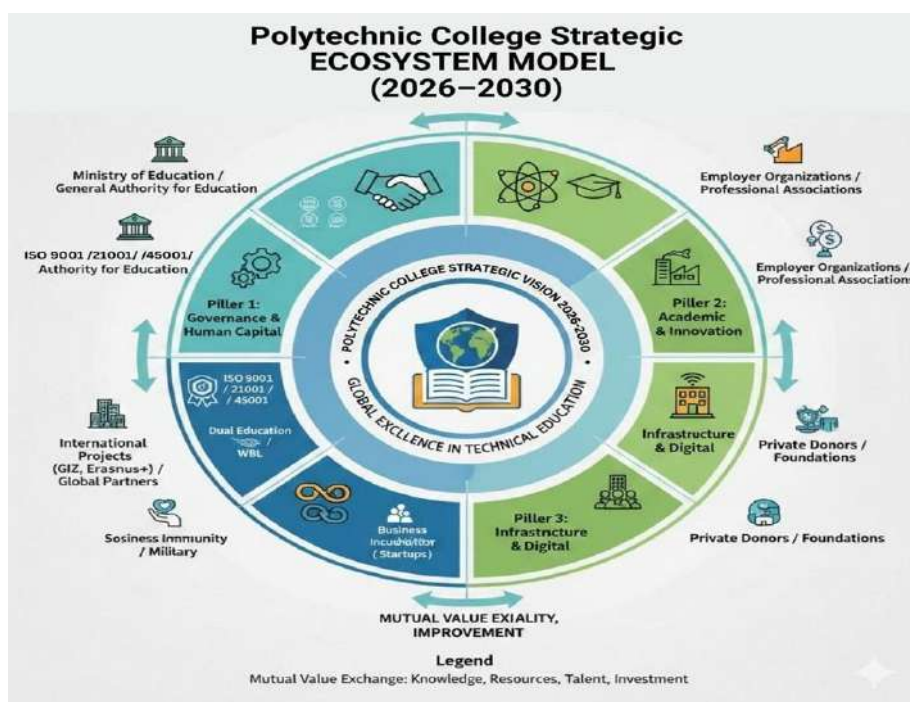 Polytechnic College Strategic
ECOSYSTEM MODEL
(2026–2030)
Ministry of Education /
General Authority for Education
ISO 9001 /21001/ /45001/
Authority for Education
International
Projects
(GIZ, Erasmus+) /
Global Partners
Sosiness Immunity
/ Military
Employer Organizations /
Professional Associations
Employer Organizations /
Professional Associations
Private Donors /
Foundations
Private Donors / Foundations
Piller 1:
Governance &
Human Capital
ISO 9001
/ 21001 /
/ 45001
Dual Education
/
WBL
Business
(Startups)
Piller 2:
Academic
& Innovation
Infrastructure
& Digital
Piller 3:
Infrastncture
& Digital
POLYTECHNIC COLLEGE STRATEGIC VISION 2026-2030
GLOBAL EXCLLENCE IN TECHNICAL EDUCATION
MUTUAL VALUE EXIALITY,
IMPROVEMENT
Legend
Mutual Value Exchange: Knowledge, Resources, Talent, Investment